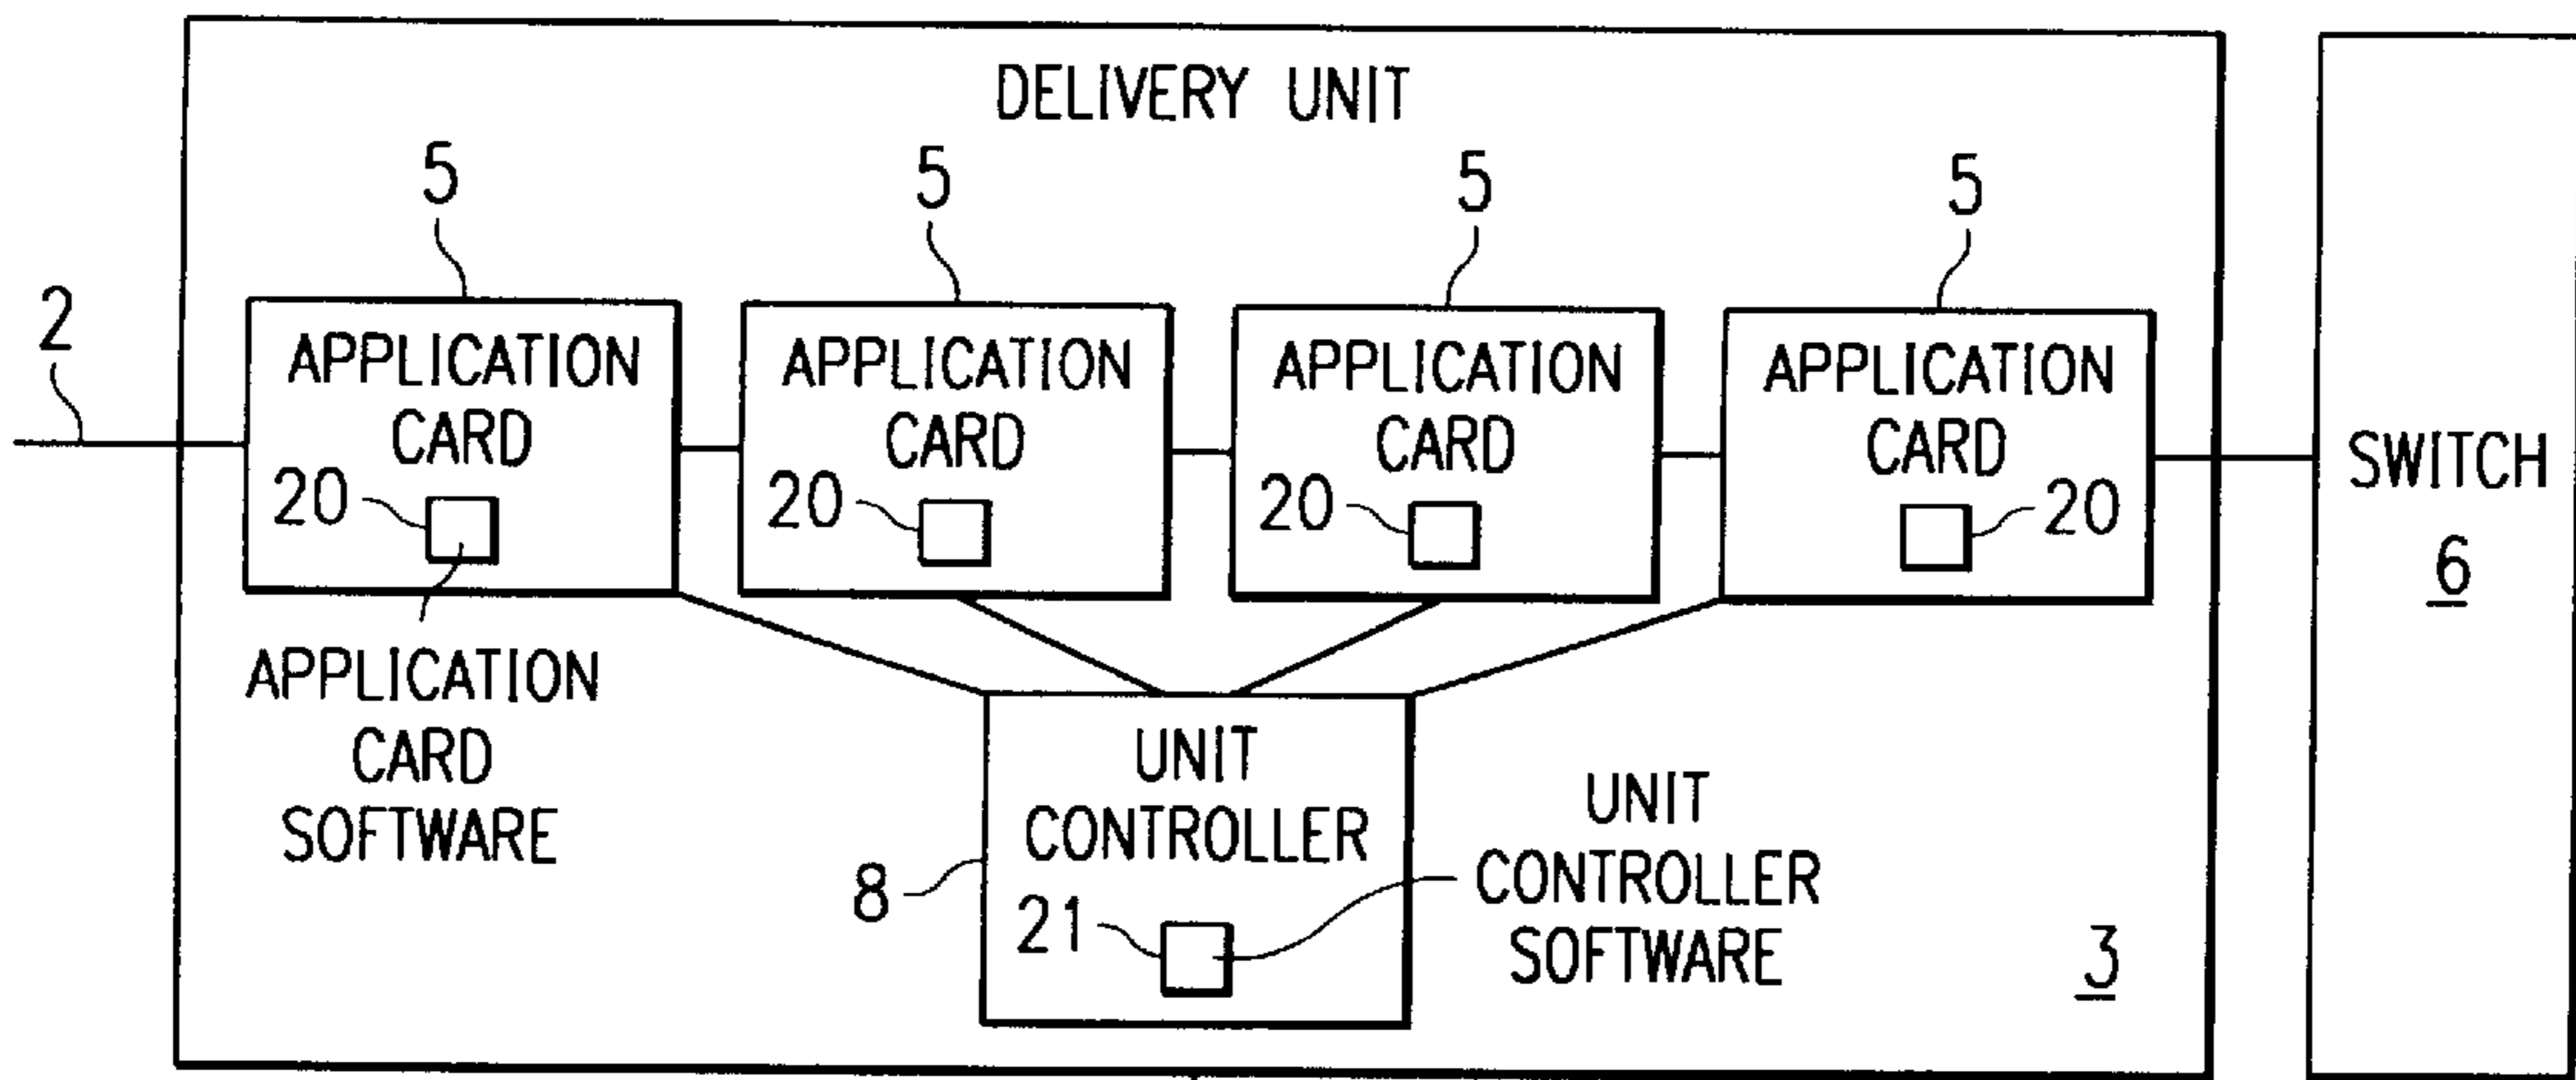 DELIVERY UNIT
5
5
5
5
2
APPLICATION
CARD
20
APPLICATION
CARD
20
APPLICATION
CARD
20
APPLICATION
CARD
20
SWITCH
6
APPLICATION
CARD
SOFTWARE
UNIT
CONTROLLER
8
21
UNIT
CONTROLLER
SOFTWARE
3